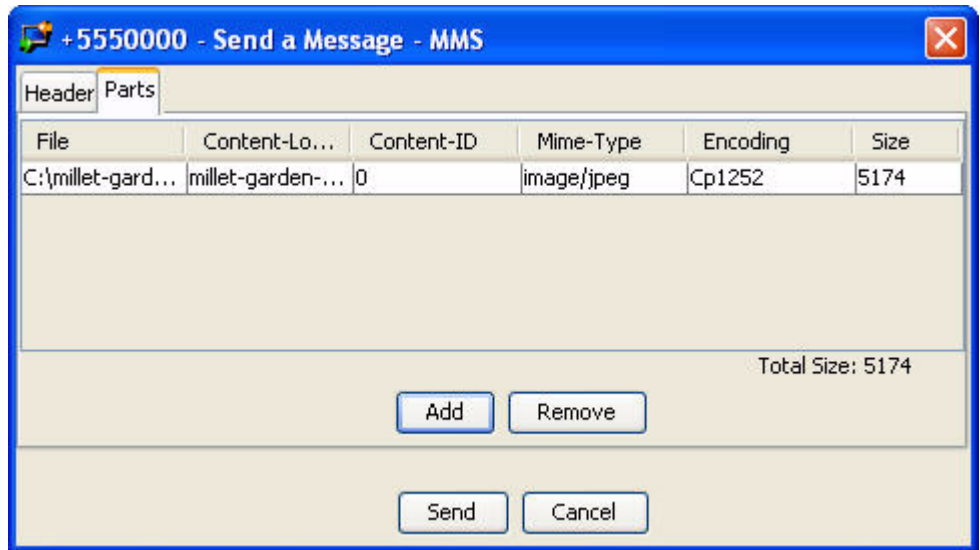 +5550000 - Send a Message - MMS
Header Parts
File Content-Lo... Content-ID Mime-Type Encoding Size
C:\millet-gard... millet-garden-... 0 image/jpeg Cp1252 5174
Total Size: 5174
Add Remove
Send Cancel